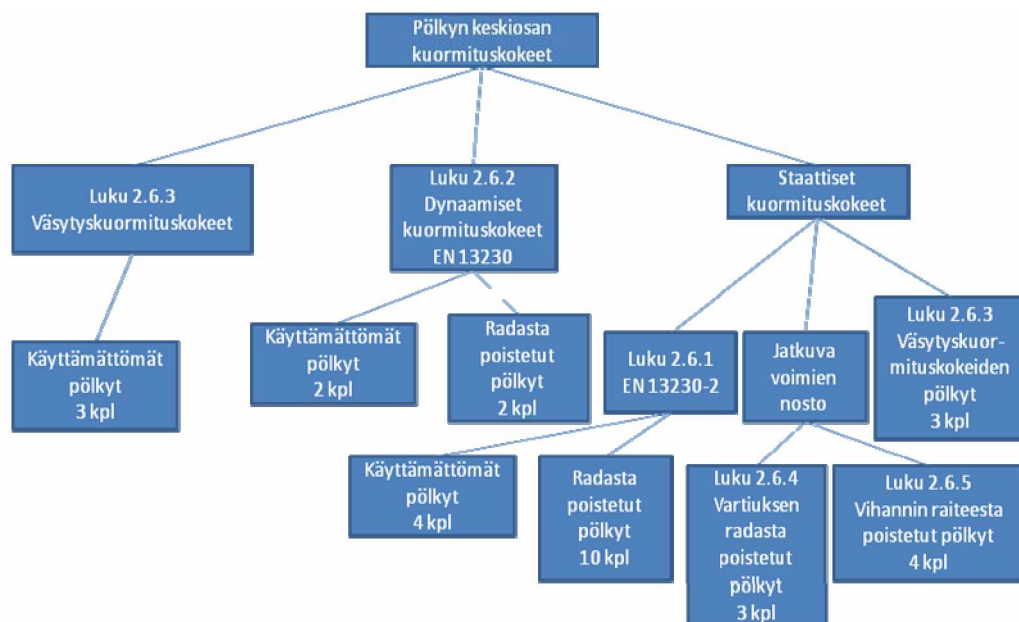 Pölkyn keskiosan
kuormituskokeet
Luku 2.6.3
Väsytyskuormituskokeet
Luku 2.6.2
Dynaamiset
kuormituskokeet
EN 13230
Staattiset
kuormituskokeet
Käyttämättömät
pölkyt
3 kpl
Käyttämättömät
pölkyt
2 kpl
Radasta
poistetut
pölkyt
2 kpl
Luku 2.6.1
EN 13230-2
Jatkuva
voimien
nosto
Luku 2.6.3
Väsytyskuor-
mituskokeiden
pölkyt
3 kpl
Käyttämättömät
pölkyt
4 kpl
Radasta
poistetut
pölkyt
10 kpl
Luku 2.6.4
Vartiuksen
radasta
poistetut
pölkyt
3 kpl
Luku 2.6.5
Vihannin raiteesta
poistetut pölkyt
4 kpl